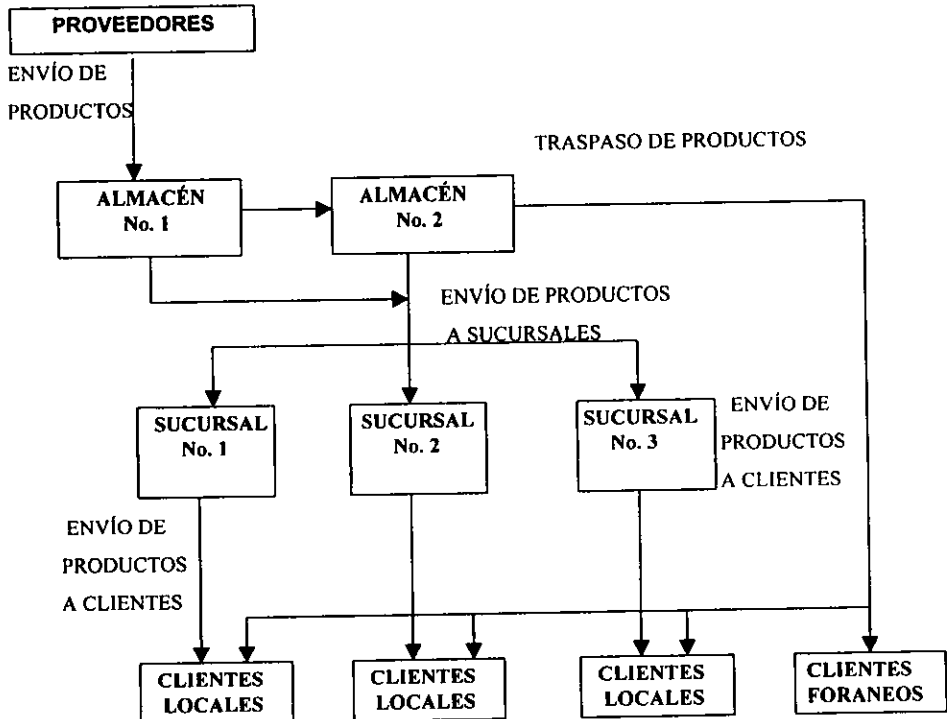 PROVEEDORES
ENVÍO DE
PRODUCTOS
TRASPASO DE PRODUCTOS
ALMACÉN
No. 1
ALMACÉN
No. 2
ENVÍO DE PRODUCTOS
A SUCURSALES
SUCURSAL
No. 1
SUCURSAL
No. 2
SUCURSAL
No. 3
ENVÍO DE
PRODUCTOS
A CLIENTES
ENVÍO DE
PRODUCTOS
A CLIENTES
CLIENTES
LOCALES
CLIENTES
LOCALES
CLIENTES
LOCALES
CLIENTES
FORANEOS